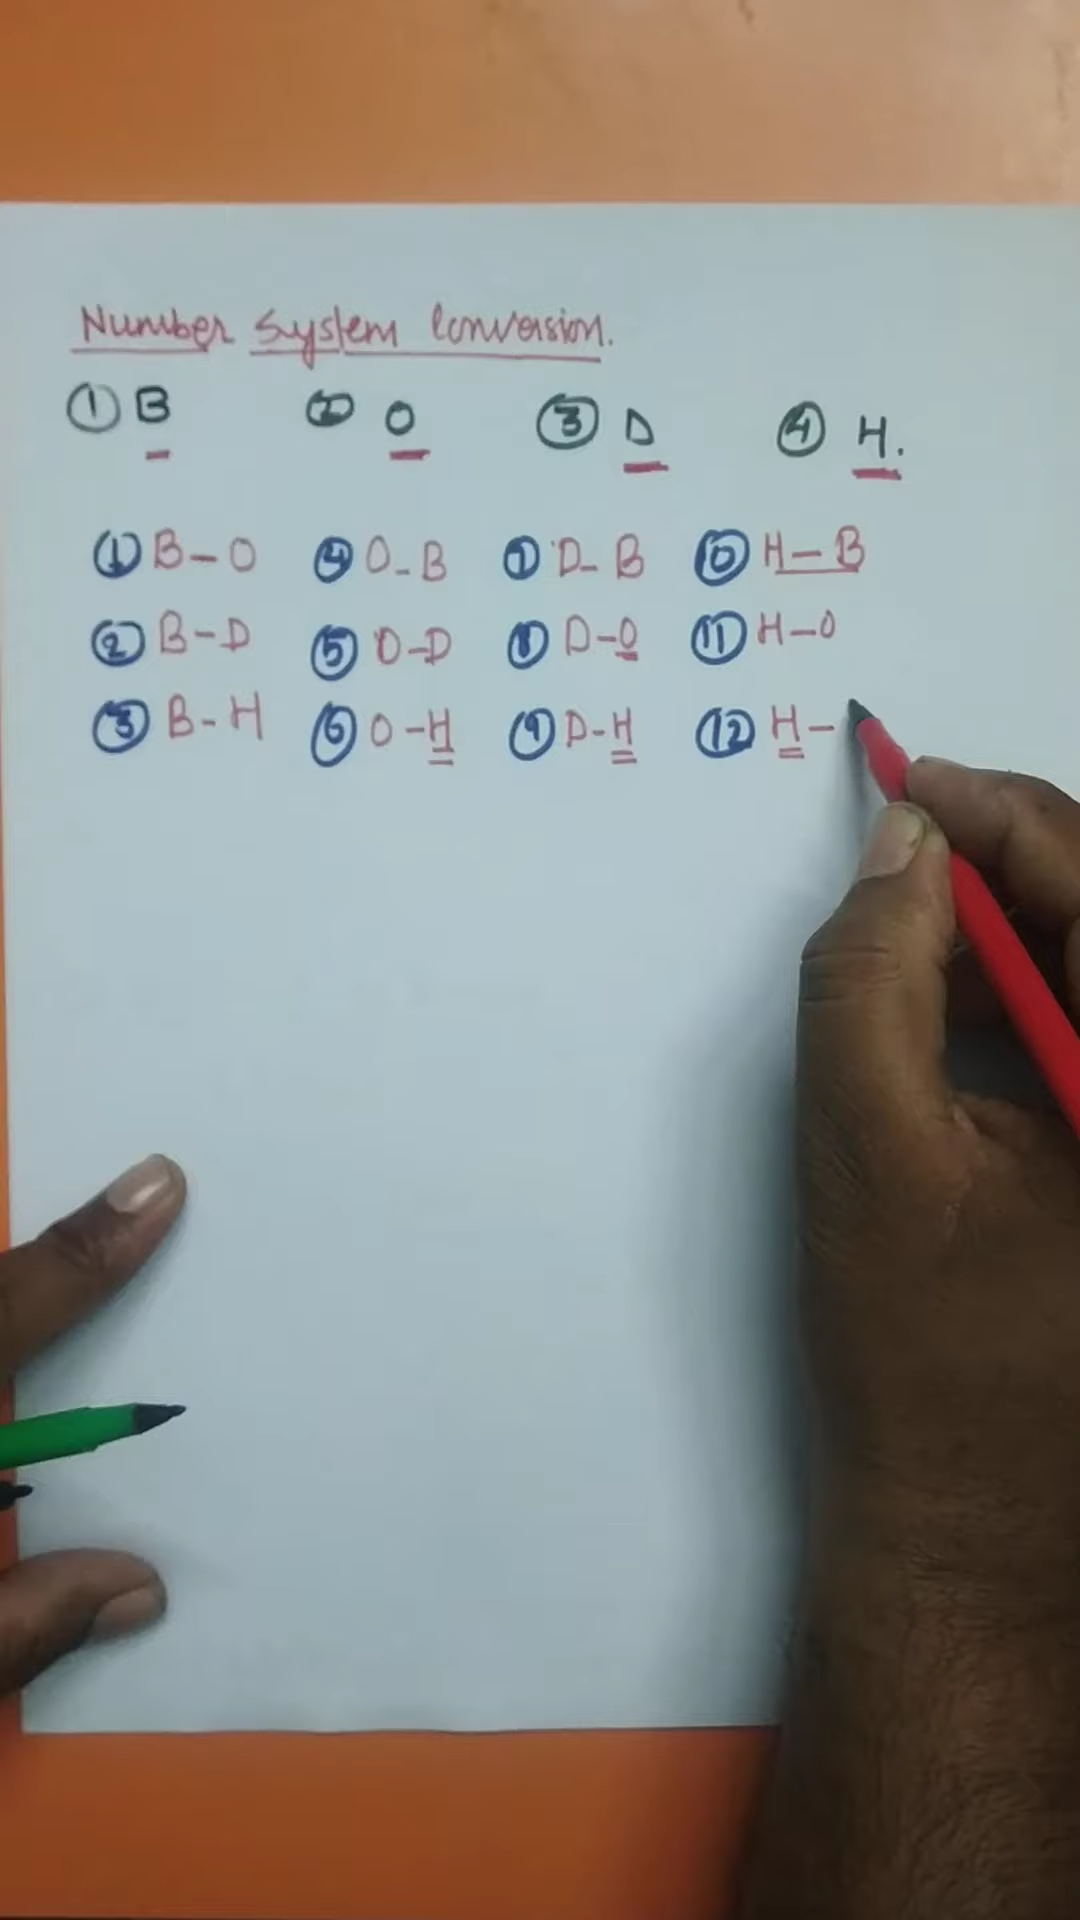 Number System Conversion.
① B ② O ③ D ④ H.
① B-O ④ O-B ⑦ D-B ⑩ H-B
② B-D ⑤ O-D ⑧ D-O ⑪ H-O
③ B-H ⑥ O-H ⑨ D-H ⑫ H-